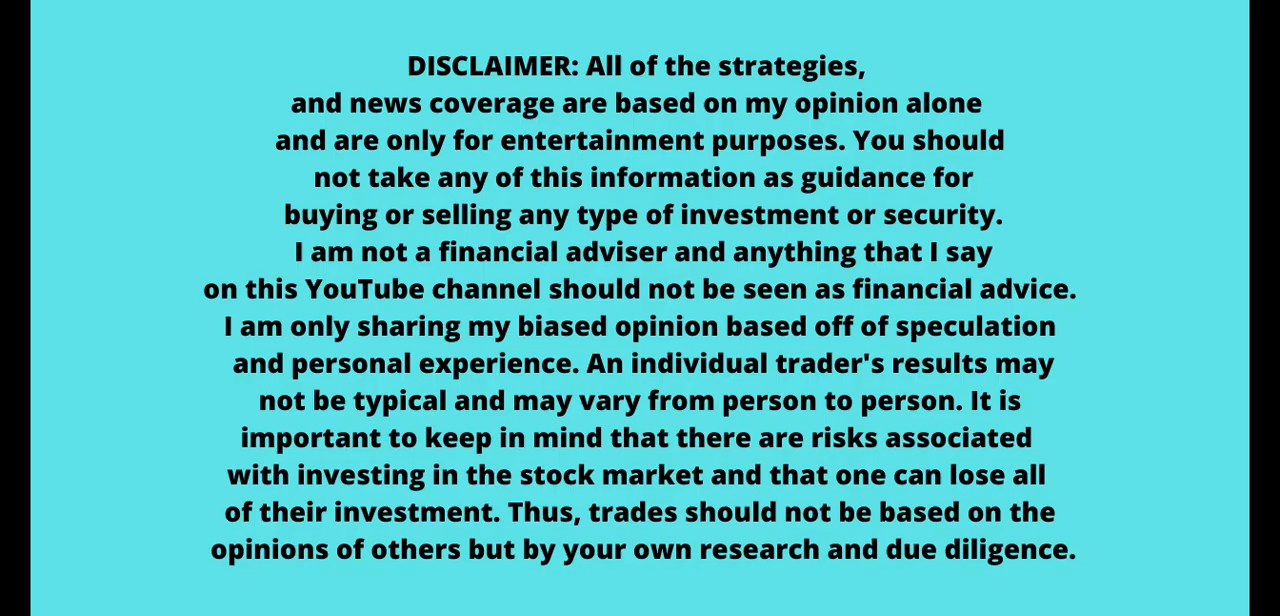 DISCLAIMER: All of the strategies,
and news coverage are based on my opinion alone
and are only for entertainment purposes. You should
not take any of this information as guidance for
buying or selling any type of investment or security.
I am not a financial adviser and anything that I say
on this YouTube channel should not be seen as financial advice.
I am only sharing my biased opinion based off of speculation
and personal experience. An individual trader's results may
not be typical and may vary from person to person. It is
important to keep in mind that there are risks associated
with investing in the stock market and that one can lose all
of their investment. Thus, trades should not be based on the
opinions of others but by your own research and due diligence.